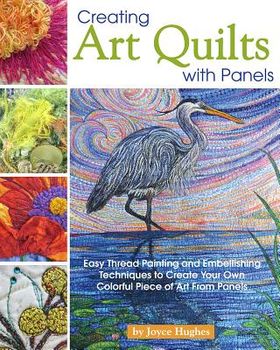 Creating
Art Quilts
with Panels
Easy Thread Painting and Embellishing
Techniques to Create Your Own
Colorful Piece of Art From Panels
by Joyce Hughes